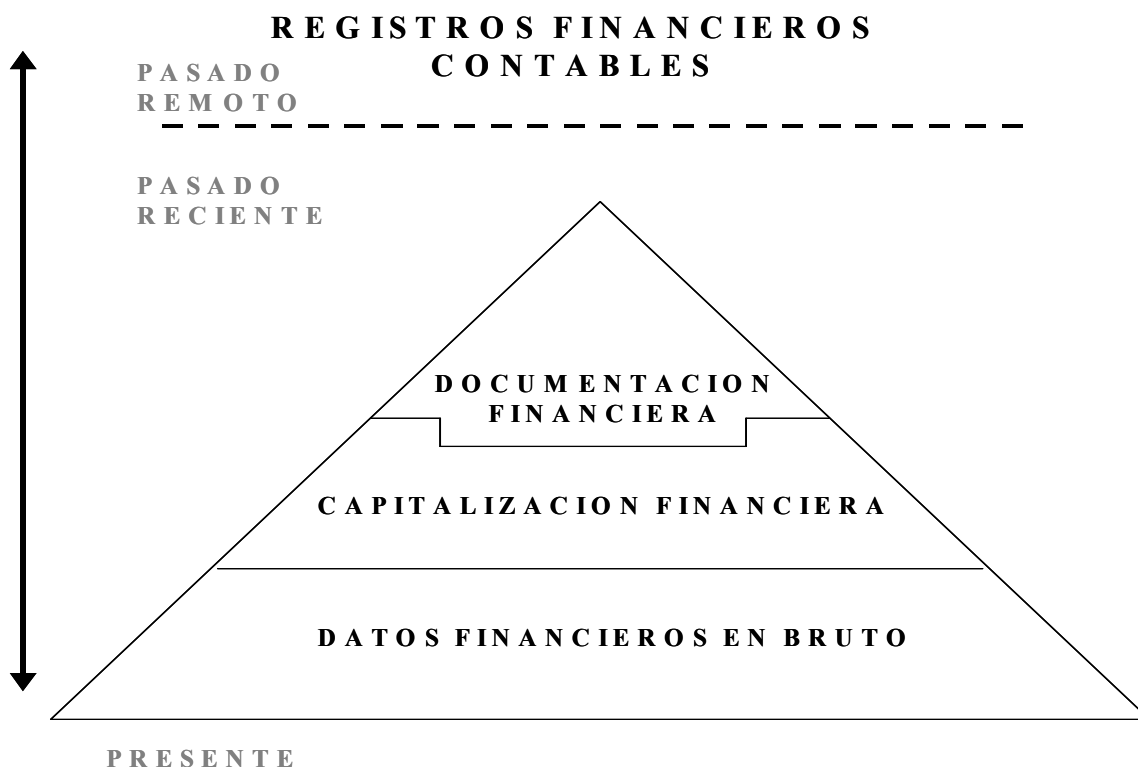 REGISTROS FINANCIEROS
CONTABLES
PASADO
REMOTO
PASADO
RECIENTE
DOCUMENTACION
FINANCIERA
CAPITALIZACION FINANCIERA
DATOS FINANCIEROS EN BRUTO
PRESENTE